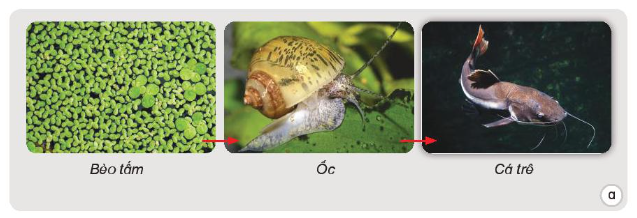 Bèo tấm
Ốc
Cá trê
a